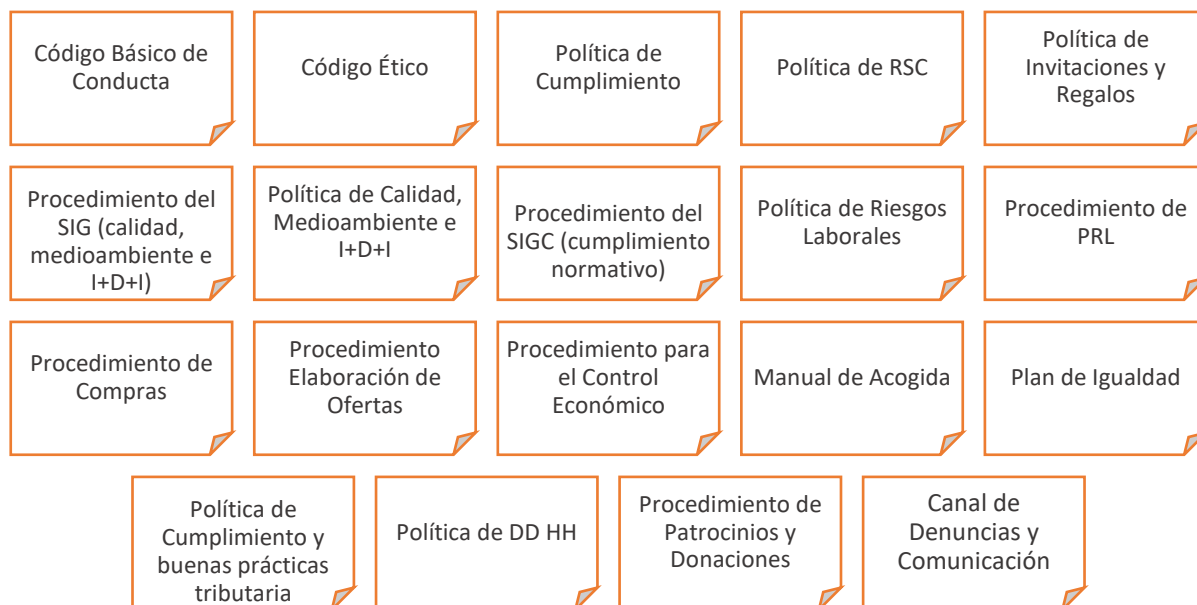 Código Básico de
Conducta
Código Ético
Política de
Cumplimiento
Política de RSC
Política de
Invitaciones y
Regalos
Procedimiento del
SIG (calidad,
medioambiente e
I+D+I)
Política de Calidad,
Medioambiente e
I+D+I
Procedimiento del
SIGC (cumplimiento
normativo)
Política de Riesgos
Laborales
Procedimiento de
PRL
Procedimiento de
Compras
Procedimiento
Elaboración de
Ofertas
Procedimiento para
el Control
Económico
Manual de Acogida
Plan de Igualdad
Política de
Cumplimiento y
buenas prácticas
tributaria
Política de DD HH
Procedimiento de
Patrocinios y
Donaciones
Canal de
Denuncias y
Comunicación